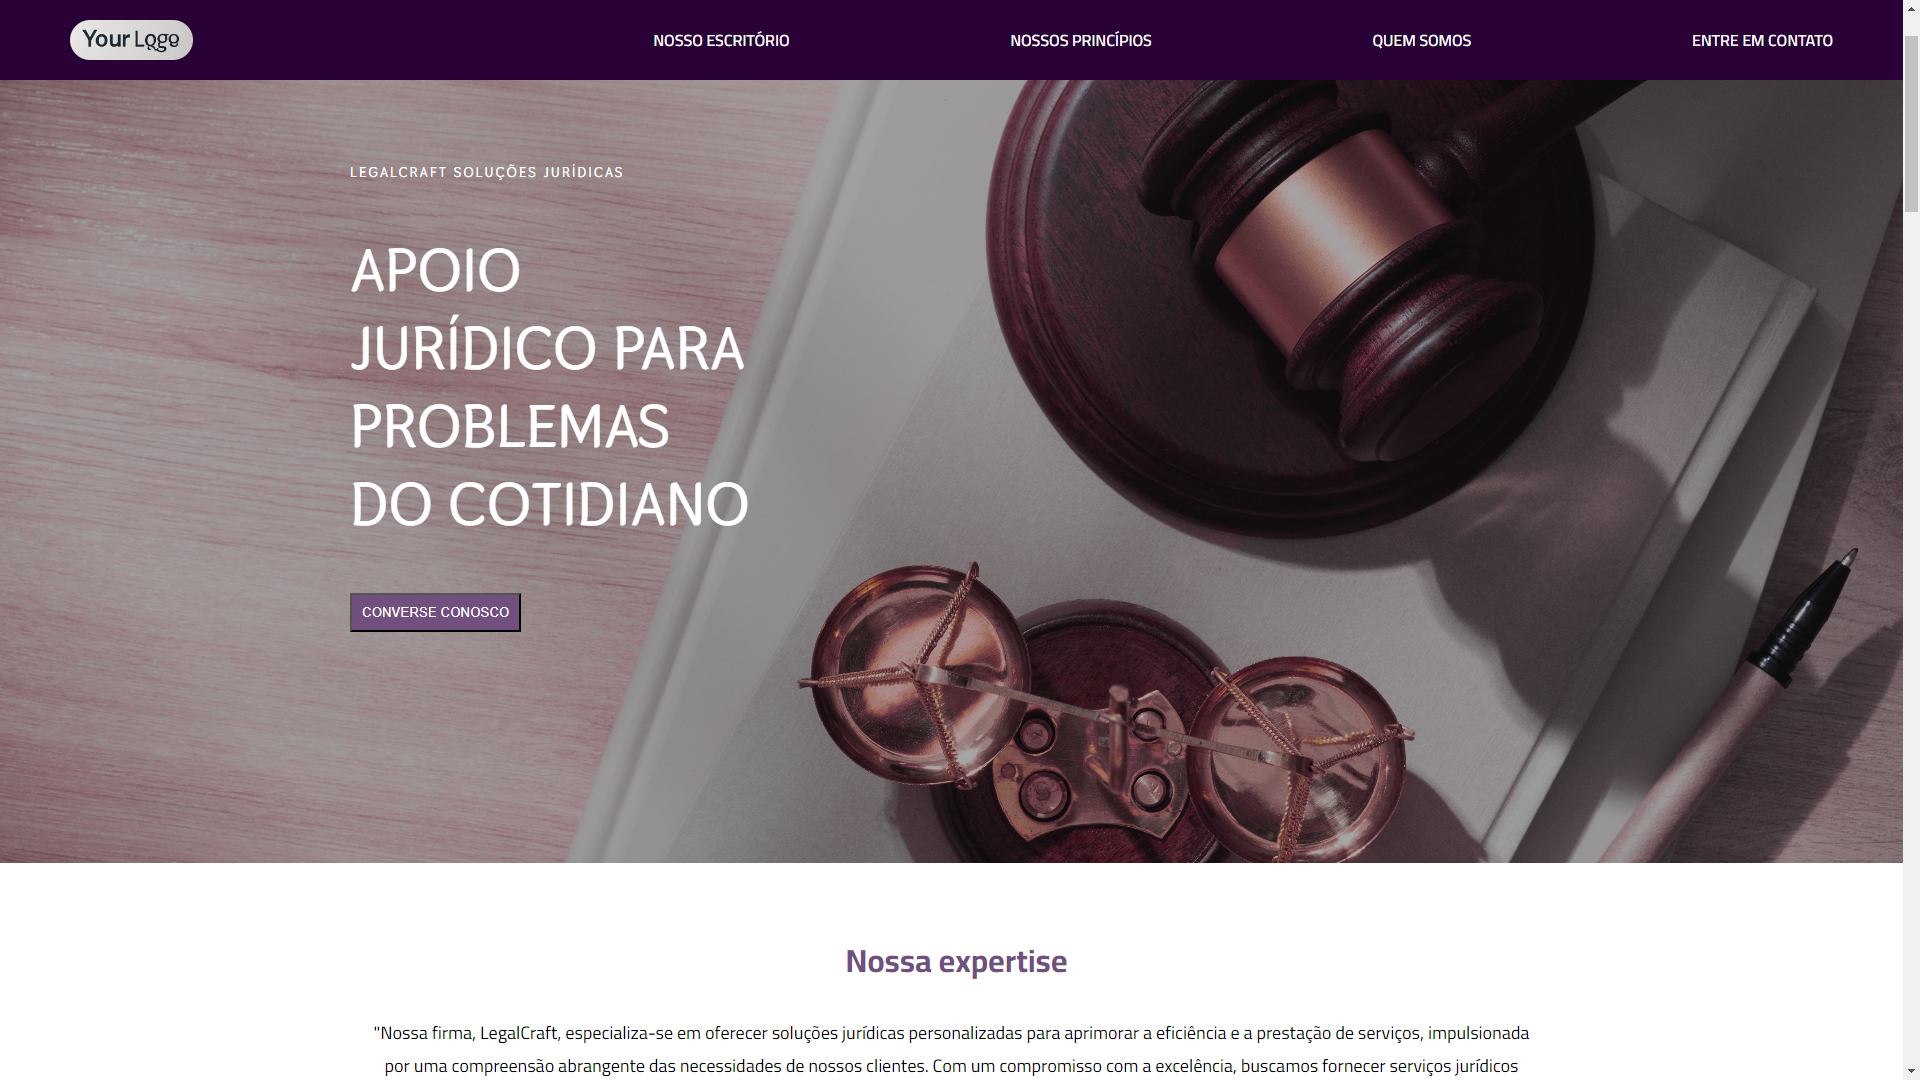 Your Logo
NOSSO ESCRITÓRIO
NOSSOS PRINCÍPIOS
QUEM SOMOS
ENTRE EM CONTATO
LEGALCRAFT SOLUÇÕES JURÍDICAS
APOIO
JURÍDICO PARA
PROBLEMAS
DO COTIDIANO
CONVERSE CONOSCO
Nossa expertise
"Nossa firma, LegalCraft, especializa-se em oferecer soluções jurídicas personalizadas para aprimorar a eficiência e a prestação de serviços, impulsionada
por uma compreensão abrangente das necessidades de nossos clientes. Com um compromisso com a excelência, buscamos fornecer serviços jurídicos